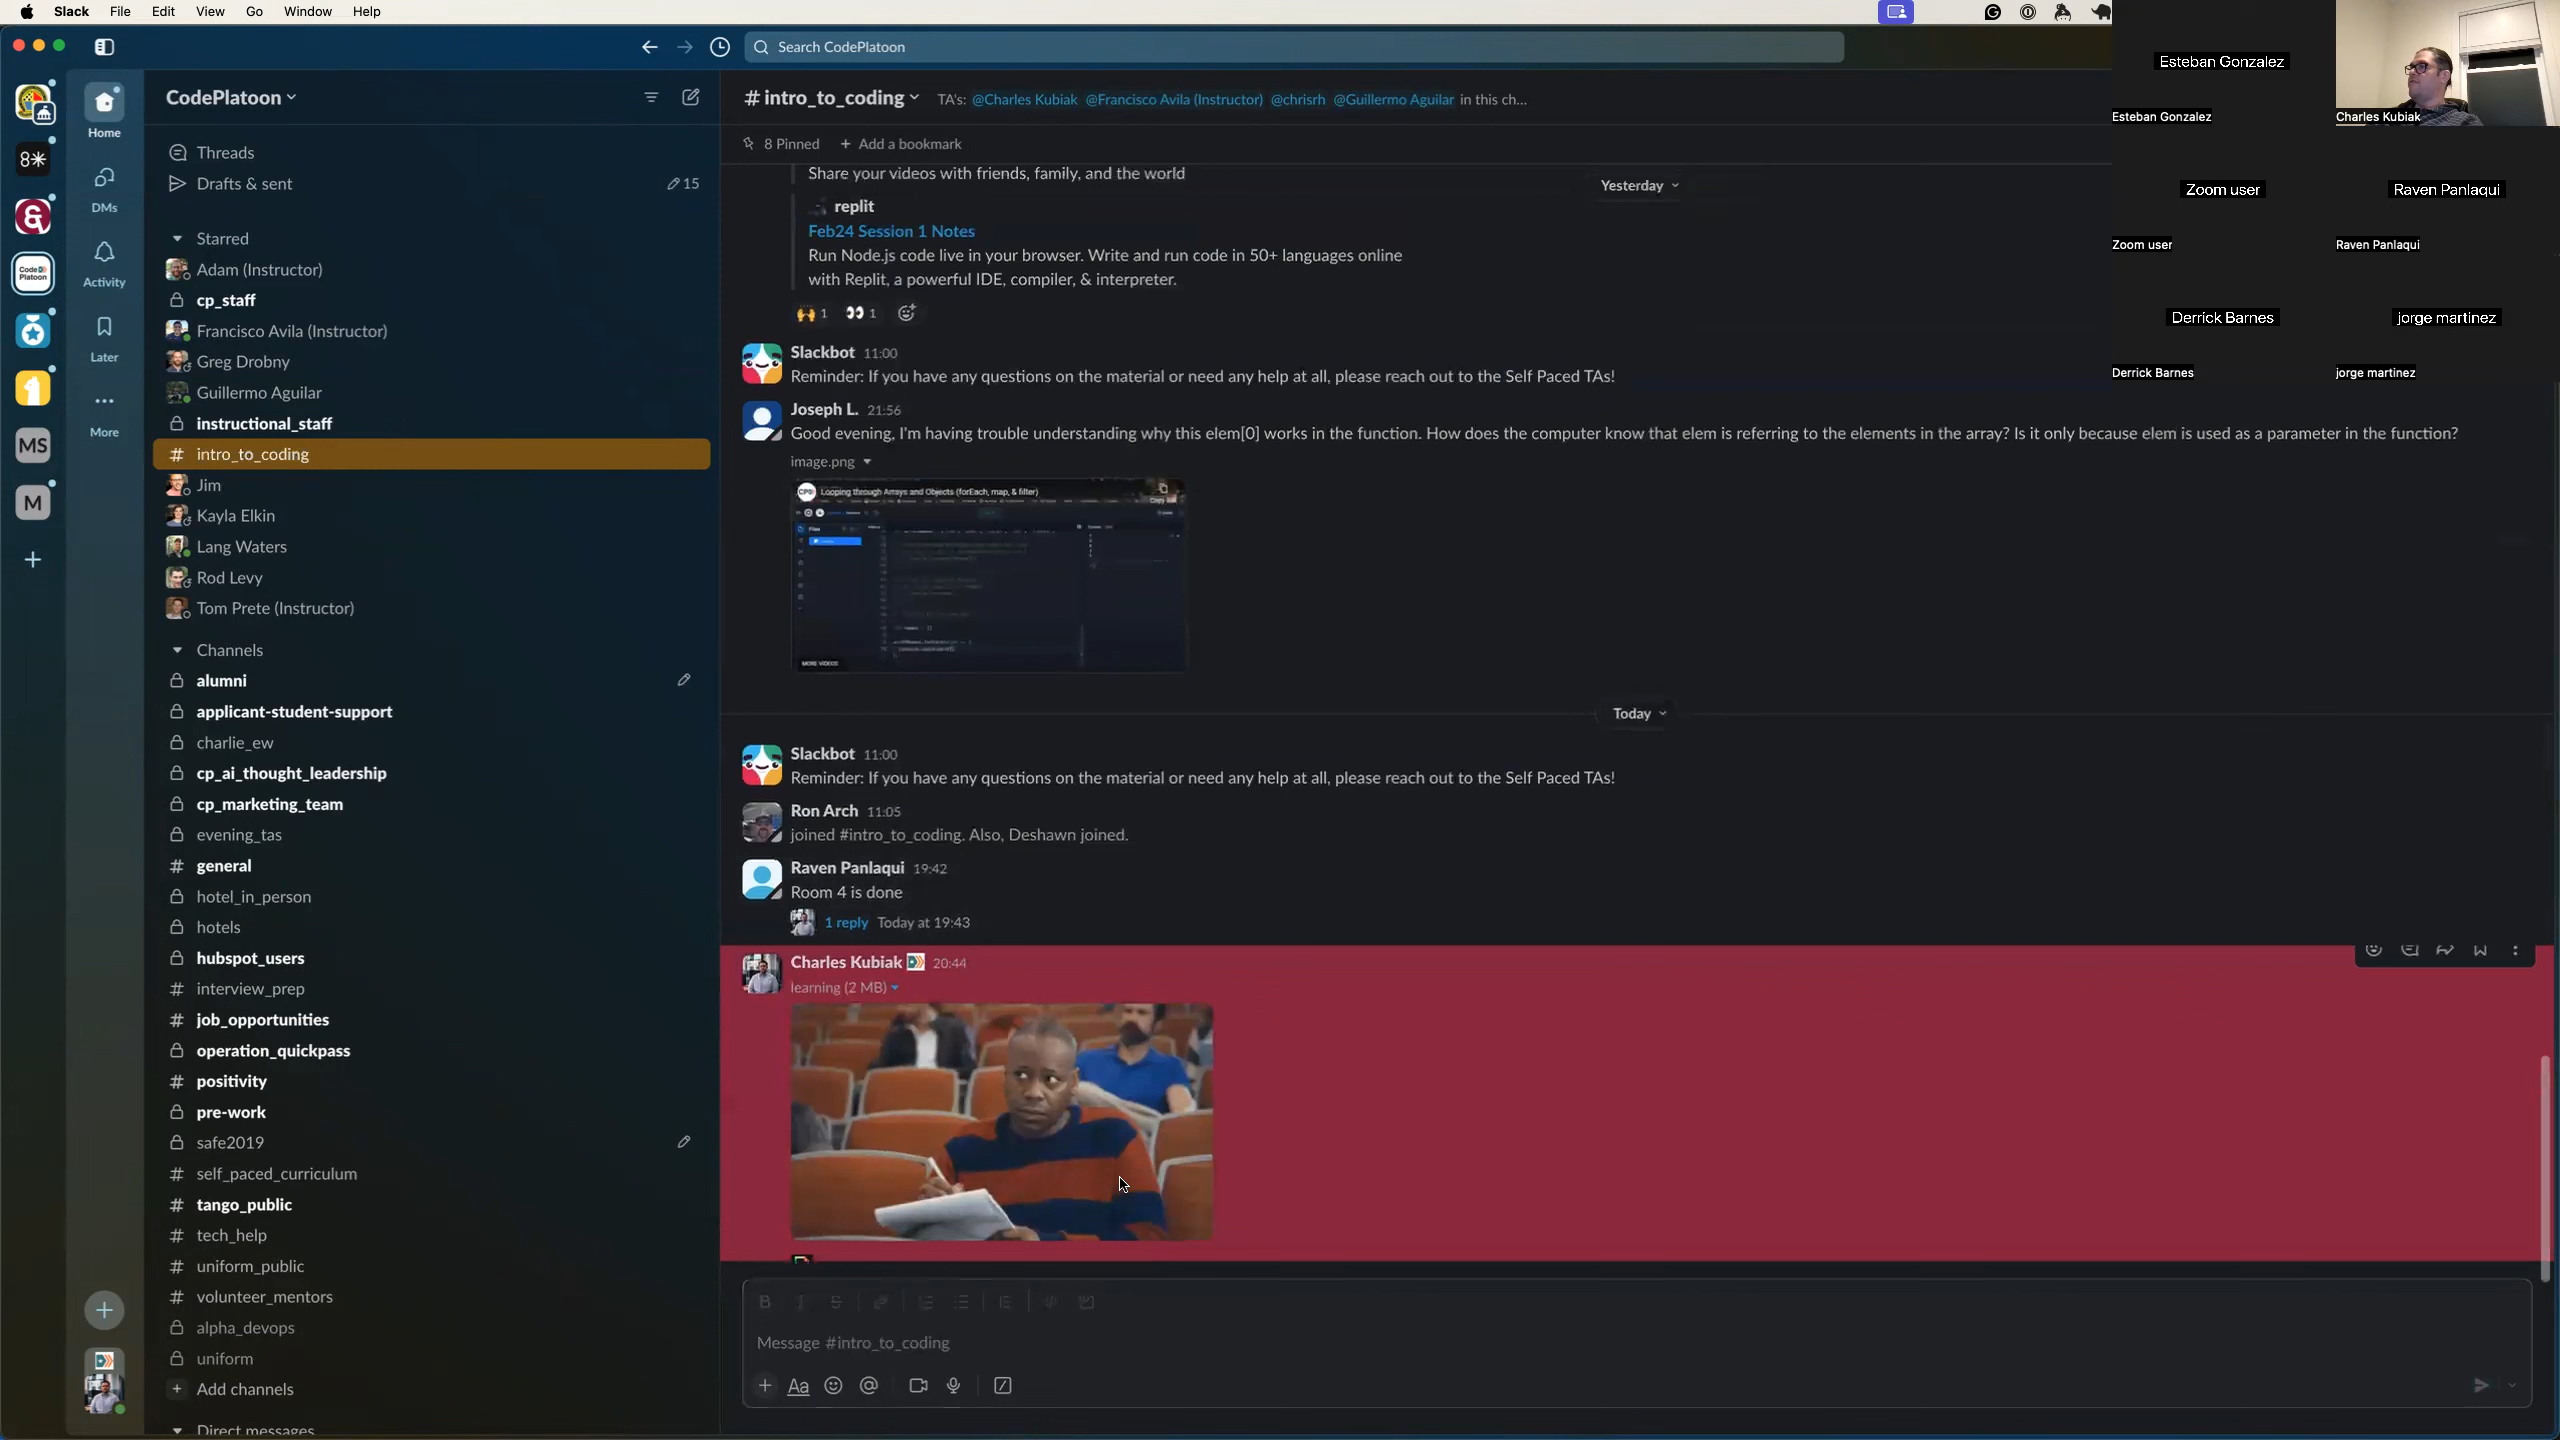 Slack File Edit View Go Window Help
Search CodePlatoon
CodePlatoon
Home
DMs
Activity
Later
More
8
Code
Platoon
MS
M
Threads
Drafts & sent 15
Starred
Adam (Instructor)
cp_staff
Francisco Avila (Instructor)
Greg Drobny
Guillermo Aguilar
instructional_staff
# intro_to_coding
Jim
Kayla Elkin
Lang Waters
Rod Levy
Tom Prete (Instructor)
Channels
alumni
applicant-student-support
charlie_ew
cp_ai_thought_leadership
cp_marketing_team
evening_tas
# general
hotel_in_person
hotels
hubspot_users
# interview_prep
# job_opportunities
operation_quickpass
# positivity
pre-work
safe2019
# self_paced_curriculum
# tango_public
# tech_help
# uniform_public
# volunteer_mentors
alpha_devops
uniform
+ Add channels
Direct messages
# intro_to_coding TA's: @Charles Kubiak @Francisco Avila (Instructor) @chrisrh @Guillermo Aguilar in this ch...
8 Pinned + Add a bookmark
Share your videos with friends, family, and the world
Yesterday
replit
Feb24 Session 1 Notes
Run Node.js code live in your browser. Write and run code in 50+ languages online
with Replit, a powerful IDE, compiler, & interpreter.
1 1
Slackbot 11:00
Reminder: If you have any questions on the material or need any help at all, please reach out to the Self Paced TAs!
Joseph L. 21:56
Good evening, I'm having trouble understanding why this elem[0] works in the function. How does the computer know that elem is referring to the elements in the array? Is it only because elem is used as a parameter in the function?
image.png
Looping through Arrays and Objects (forEach, map, & filter)
MORE VIDEOS
Today
Slackbot 11:00
Reminder: If you have any questions on the material or need any help at all, please reach out to the Self Paced TAs!
Ron Arch 11:05
joined #intro_to_coding. Also, Deshawn joined.
Raven Panlaqui 19:42
Room 4 is done
1 reply Today at 19:43
Charles Kubiak 20:44
learning (2 MB)
Message #intro_to_coding
Aa
Esteban Gonzalez
Esteban Gonzalez
Charles Kubiak
Zoom user
Zoom user
Raven Panlaqui
Raven Panlaqui
Derrick Barnes
Derrick Barnes
jorge martinez
jorge martinez